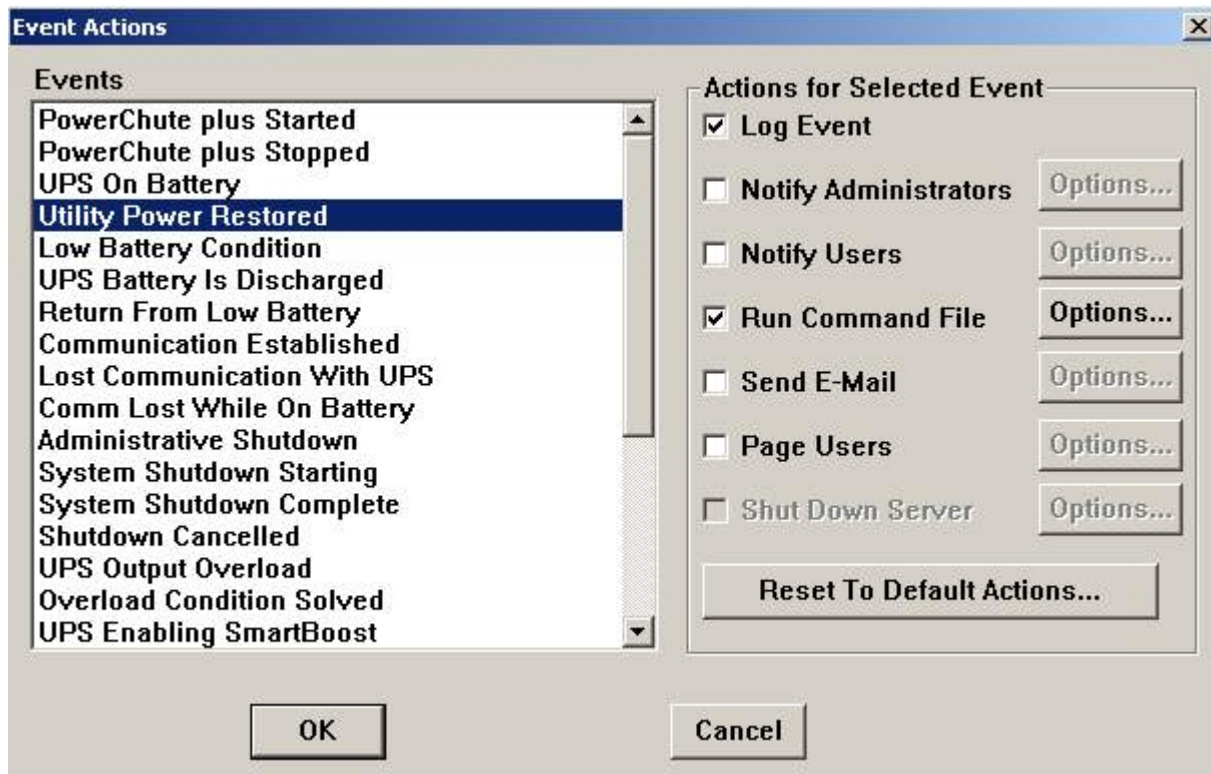 Event Actions
Events
PowerChute plus Started
PowerChute plus Stopped
UPS On Battery
Utility Power Restored
Low Battery Condition
UPS Battery Is Discharged
Return From Low Battery
Communication Established
Lost Communication With UPS
Comm Lost While On Battery
Administrative Shutdown
System Shutdown Starting
System Shutdown Complete
Shutdown Cancelled
UPS Output Overload
Overload Condition Solved
UPS Enabling SmartBoost
Actions for Selected Event
Log Event
Notify Administrators Options...
Notify Users Options...
Run Command File Options...
Send E-Mail Options...
Page Users Options...
Shut Down Server Options...
Reset To Default Actions...
OK Cancel